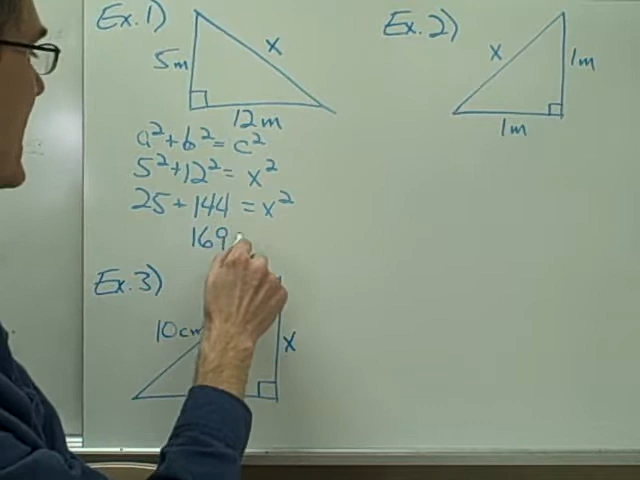 Ex. 1)
5m
x
12m
a²+b²=c²
5²+12²=x²
25+144=x²
169
Ex. 2)
x
1m
1m
Ex. 3)
10cm
x